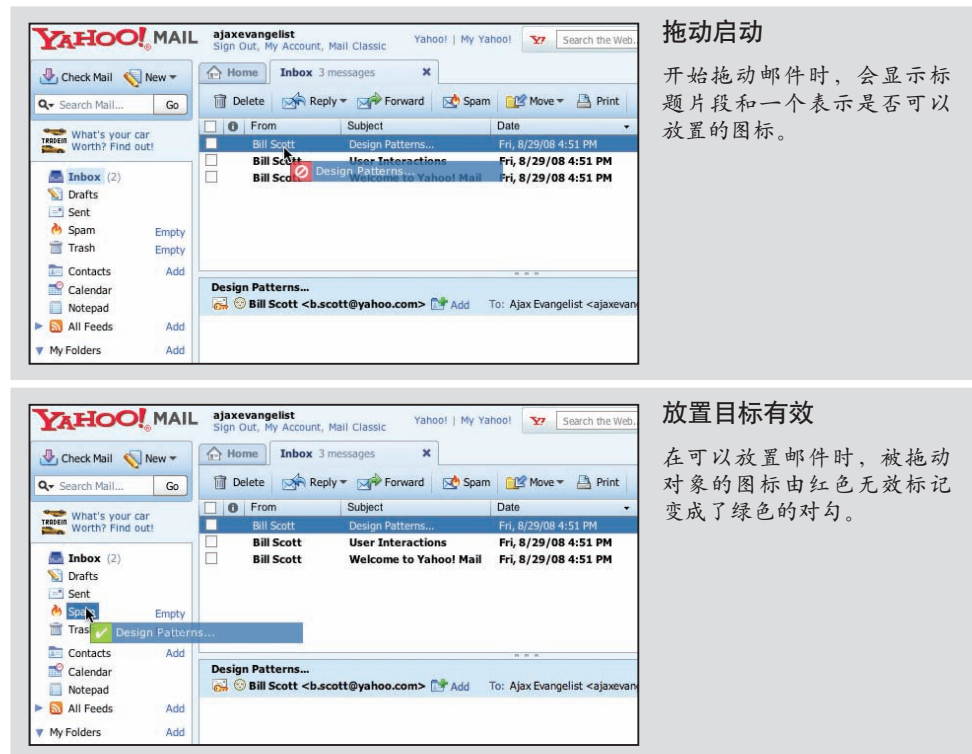 YAHOO! MAIL
ajaxevangelist
Sign Out, My Account, Mail Classic
Yahoo! | My Yahoo!
Y7 Search the Web.
Check Mail New
Home Inbox 3 messages x
Search Mail... Go
Delete Reply Forward Spam Move Print
From Subject Date
TRADEIN What's your car
Worth? Find out!
Bill Scott Design Patterns... Fri, 8/29/08 4:51 PM
Bill Scott User Interactions Fri, 8/29/08 4:51 PM
Bill Scott Welcome to Yahoo! Mail Fri, 8/29/08 4:51 PM
Design Patterns...
Inbox (2)
Drafts
Sent
Spam Empty
Trash Empty
Contacts Add
Calendar
Notepad
All Feeds Add
My Folders Add
Design Patterns...
Bill Scott <b.scott@yahoo.com> Add To: Ajax Evangelist <ajaxevan
拖动启动
开始拖动邮件时，会显示标
题片段和一个表示是否可以
放置的图标。
YAHOO! MAIL
ajaxevangelist
Sign Out, My Account, Mail Classic
Yahoo! | My Yahoo!
Y7 Search the Web.
Check Mail New
Home Inbox 3 messages x
Search Mail... Go
Delete Reply Forward Spam Move Print
From Subject Date
TRADEIN What's your car
Worth? Find out!
Bill Scott Design Patterns... Fri, 8/29/08 4:51 PM
Bill Scott User Interactions Fri, 8/29/08 4:51 PM
Bill Scott Welcome to Yahoo! Mail Fri, 8/29/08 4:51 PM
Inbox (2)
Drafts
Sent
Spam Empty
Trash
Design Patterns...
Contacts Add
Calendar
Notepad
All Feeds Add
My Folders Add
Design Patterns...
Bill Scott <b.scott@yahoo.com> Add To: Ajax Evangelist <ajaxevan
放置目标有效
在可以放置邮件时，被拖动
对象的图标由红色无效标记
变成了绿色的对勾。